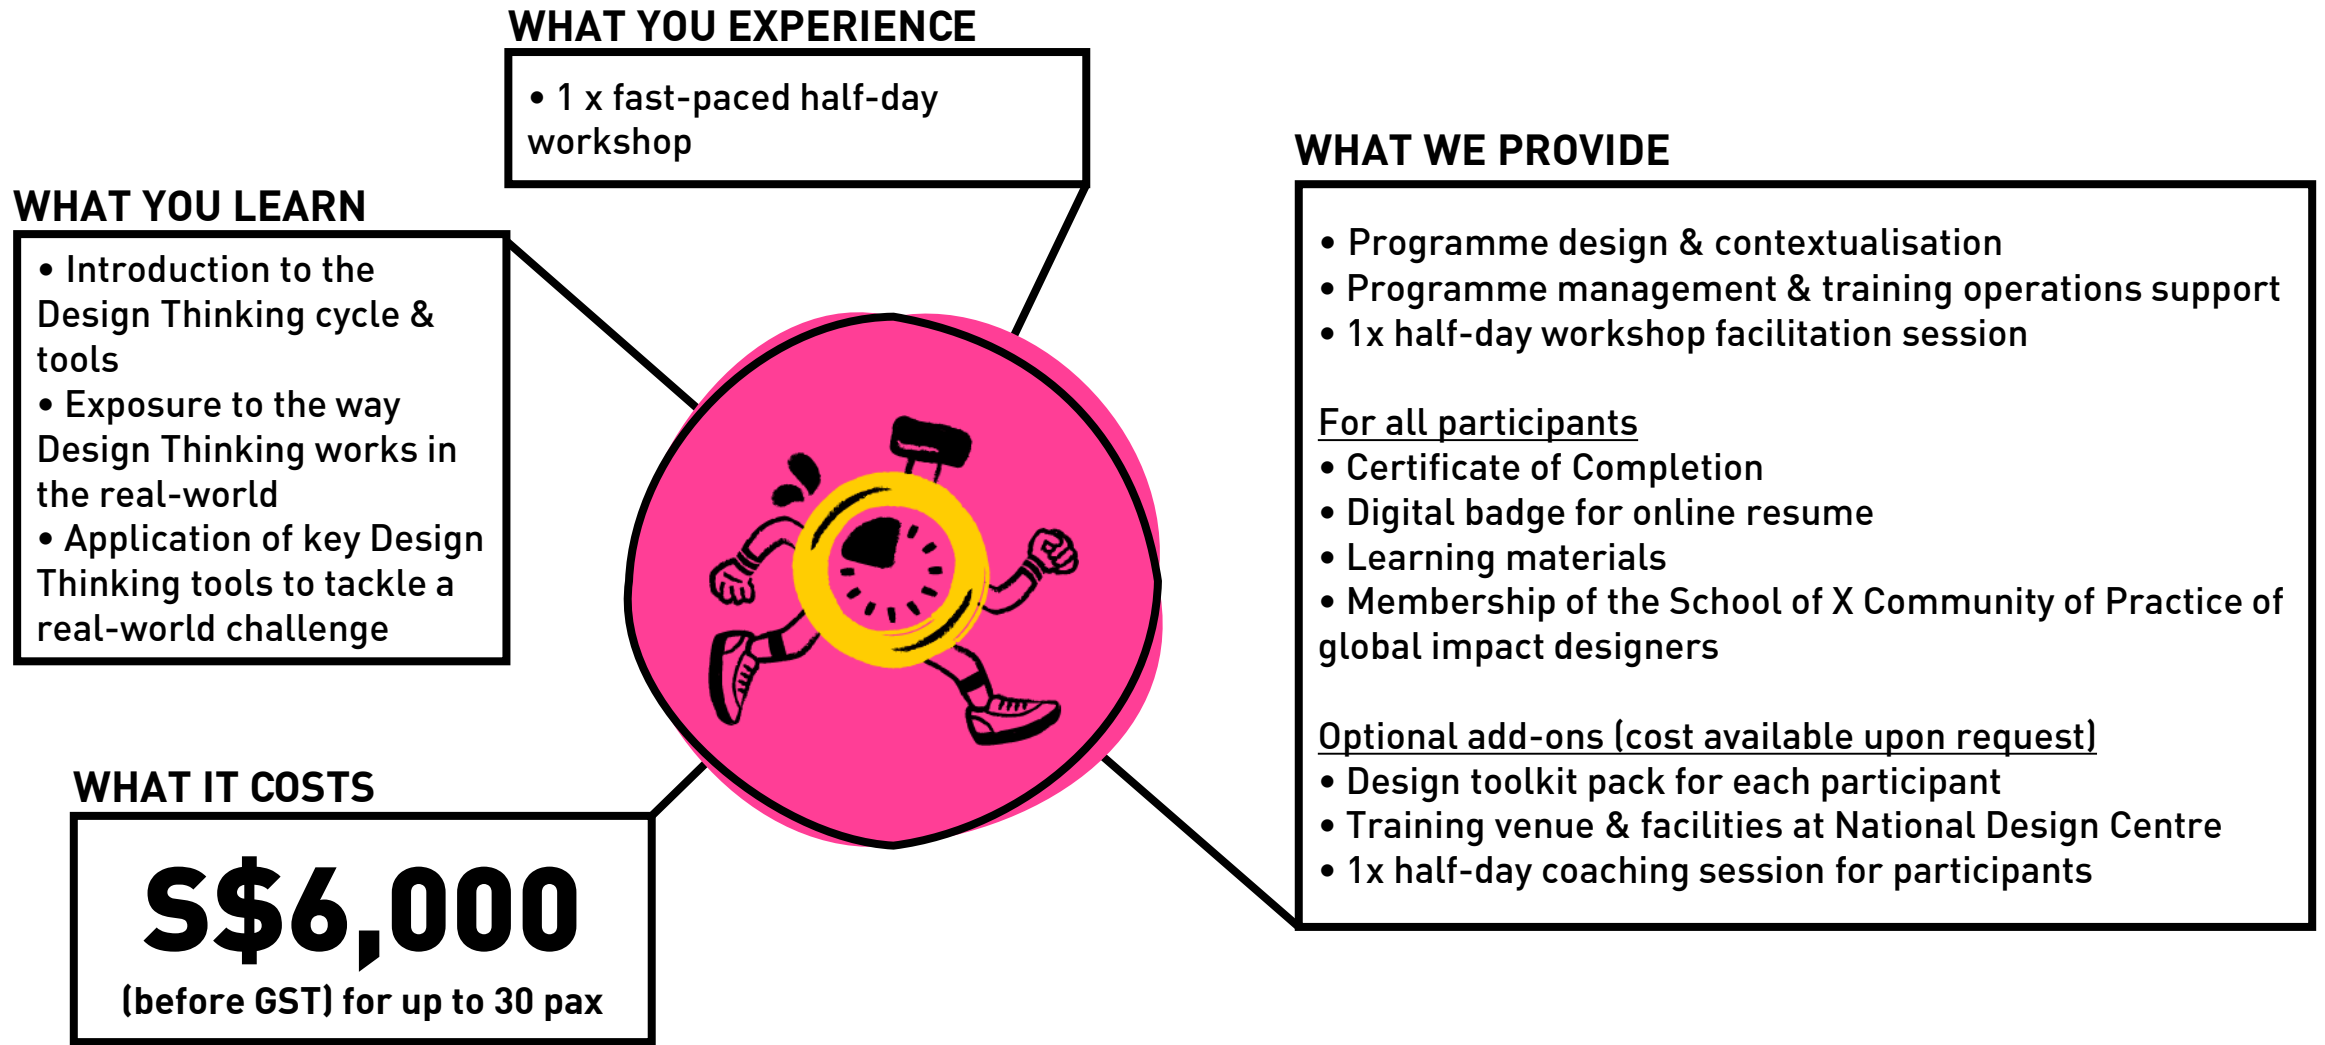 WHAT YOU EXPERIENCE
• 1 x fast-paced half-day
workshop
WHAT YOU LEARN
• Introduction to the
Design Thinking cycle &
tools
• Exposure to the way
Design Thinking works in
the real-world
• Application of key Design
Thinking tools to tackle a
real-world challenge
WHAT IT COSTS
S$6,000
(before GST) for up to 30 pax
WHAT WE PROVIDE
• Programme design & contextualisation
• Programme management & training operations support
• 1x half-day workshop facilitation session
For all participants
• Certificate of Completion
• Digital badge for online resume
• Learning materials
• Membership of the School of X Community of Practice of
global impact designers
Optional add-ons (cost available upon request)
• Design toolkit pack for each participant
• Training venue & facilities at National Design Centre
• 1x half-day coaching session for participants